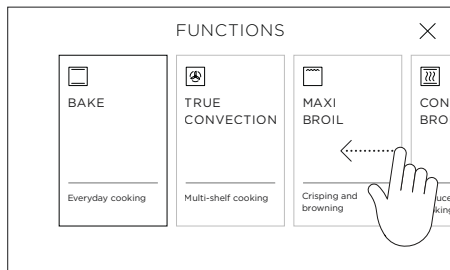 FUNCTIONS
BAKE
Everyday cooking
TRUE
CONVECTION
Multi-shelf cooking
MAXI
BROIL
Crisping and
browning
CON
BRO